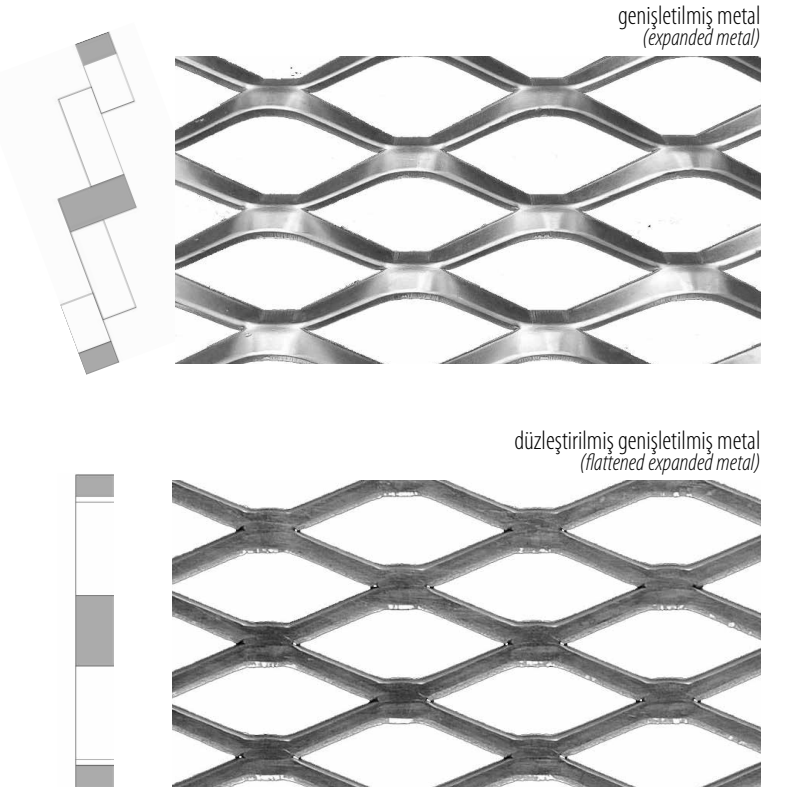 genişletilmiş metal
(expanded metal)
düzleştirilmiş genişletilmiş metal
(flattened expanded metal)